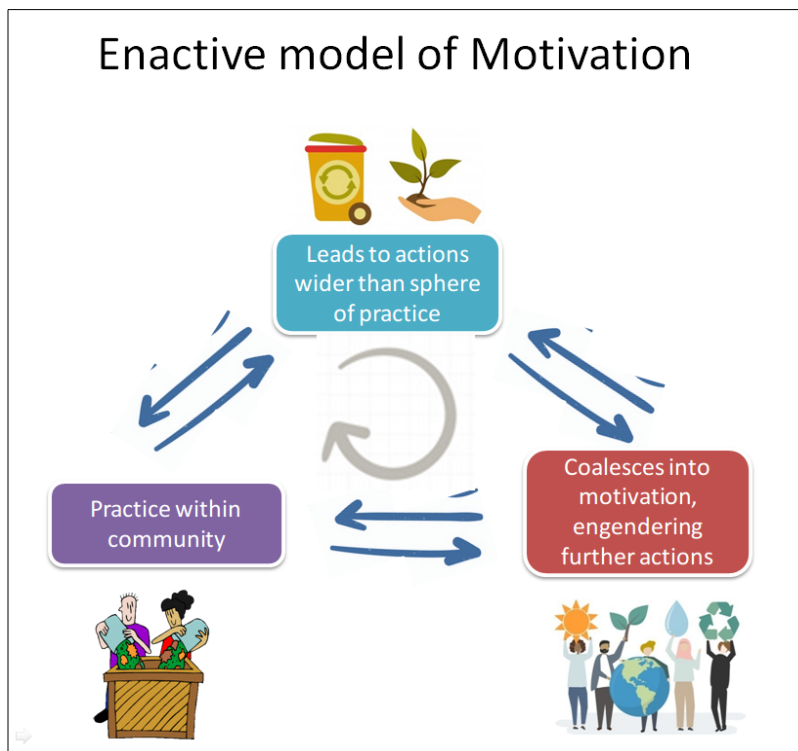 Enactive model of Motivation
Leads to actions
wider than sphere
of practice
Practice within
community
Coalesces into
motivation,
engendering
further actions